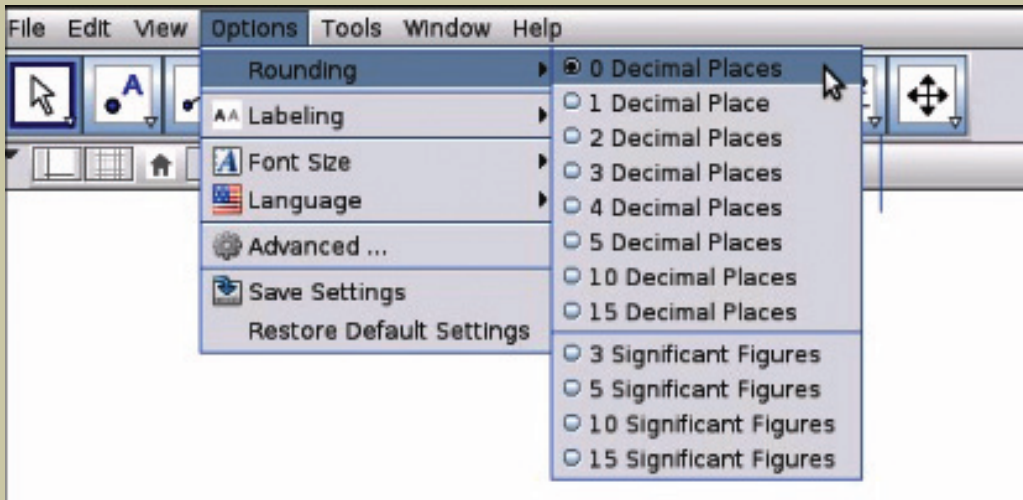 File Edit View Options Tools Window Help
Rounding
AA Labeling
A Font Size
Language
Advanced ...
Save Settings
Restore Default Settings
0 Decimal Places
1 Decimal Place
2 Decimal Places
3 Decimal Places
4 Decimal Places
5 Decimal Places
10 Decimal Places
15 Decimal Places
3 Significant Figures
5 Significant Figures
10 Significant Figures
15 Significant Figures
A